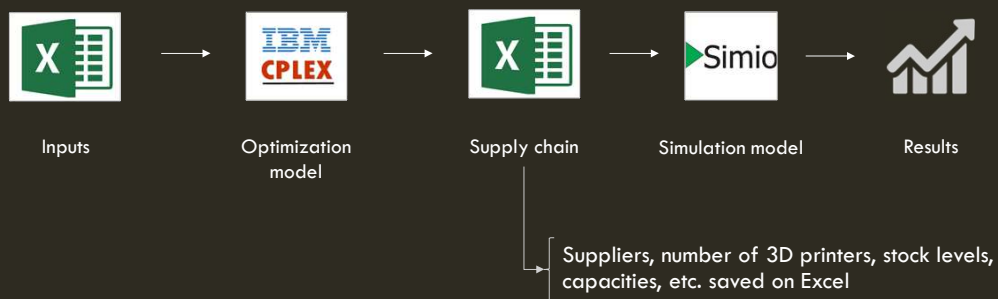 X
IBM
CPLEX
X
Simio
Inputs
Optimization
model
Supply chain
Simulation model
Results
Suppliers, number of 3D printers, stock levels,
capacities, etc. saved on Excel